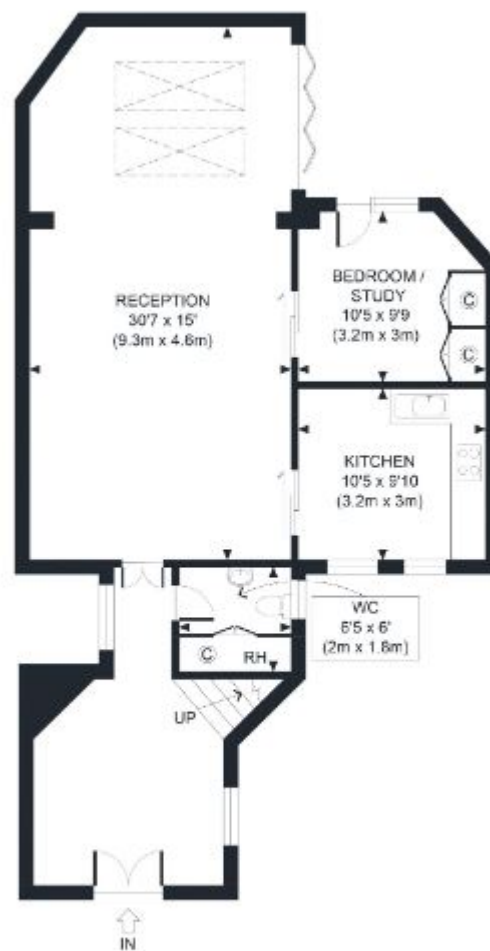 RECEPTION
30'7 x 15'
(9.3m x 4.6m)
BEDROOM /
STUDY
10'5 x 9'9
(3.2m x 3m)
C
C
KITCHEN
10'5 x 9'10
(3.2m x 3m)
WC
6'5 x 6'
(2m x 1.8m)
C
RH
UP
IN